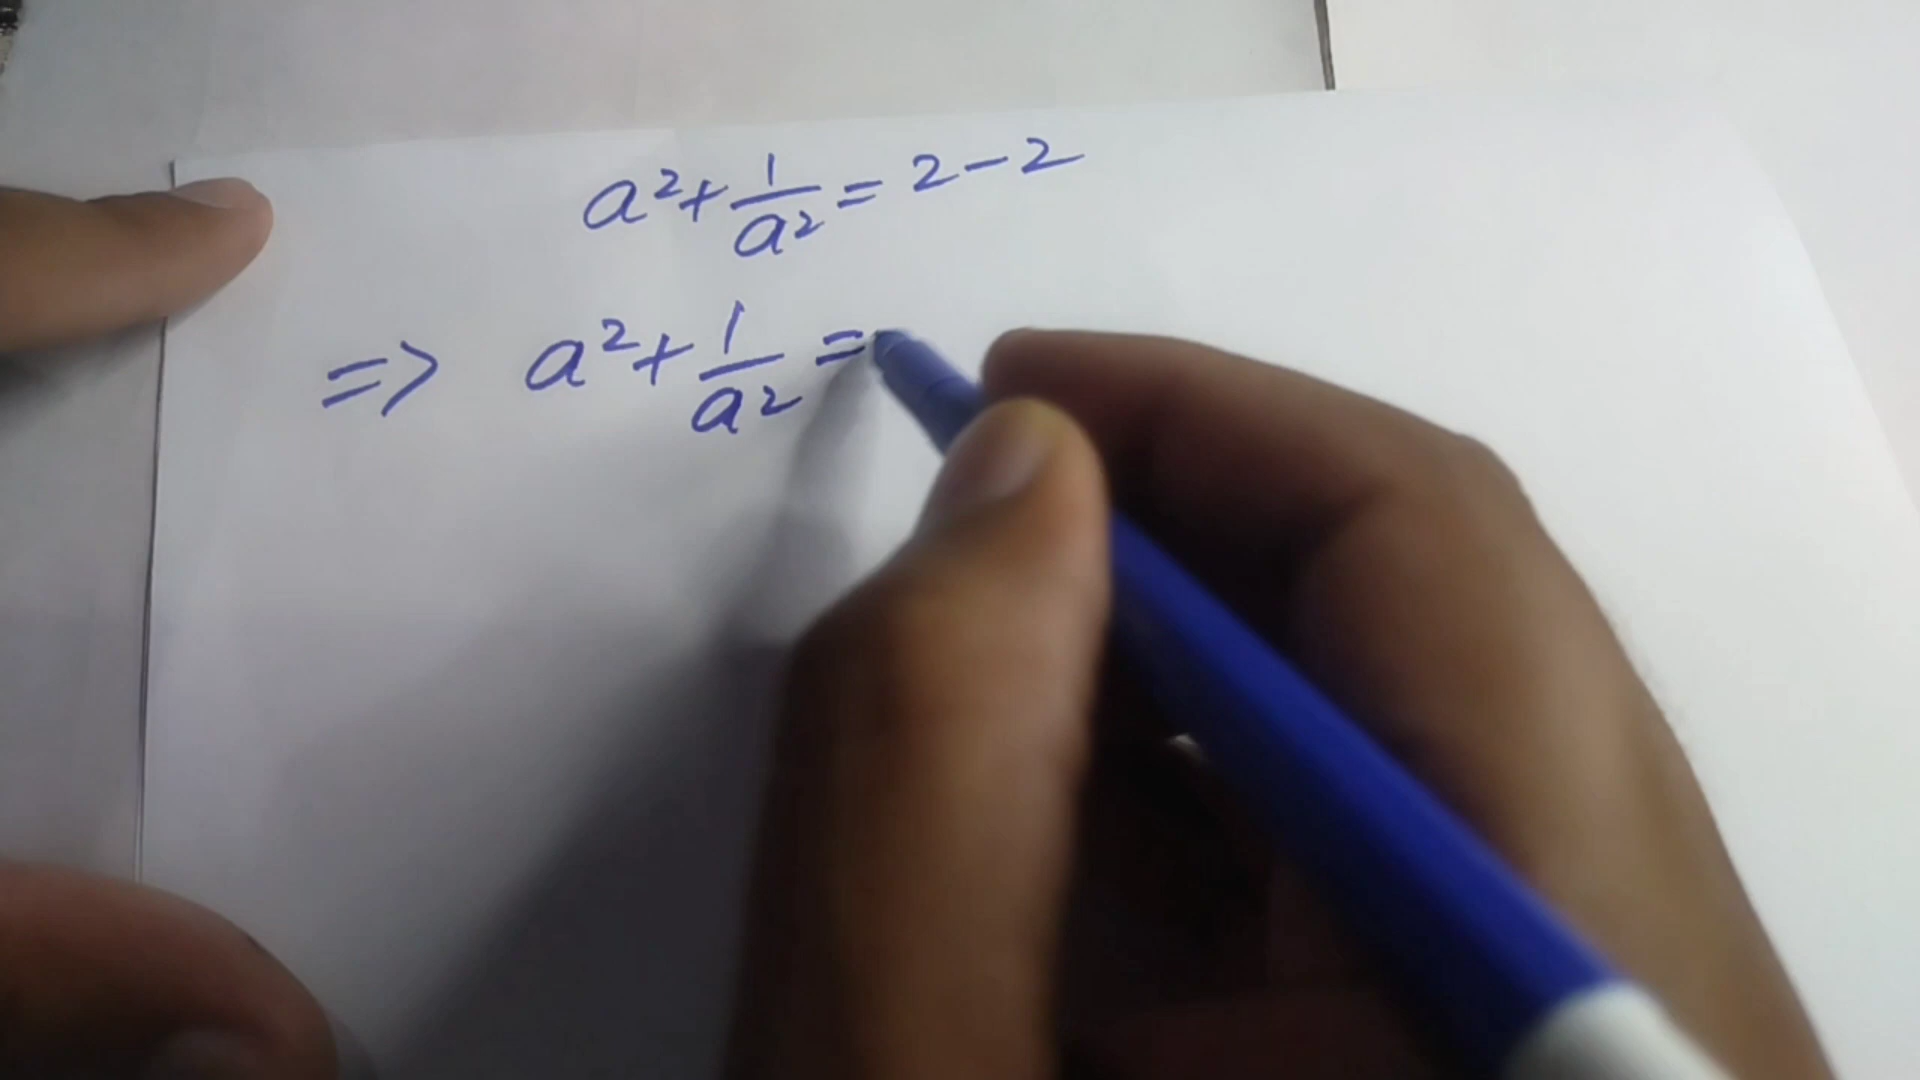 a² + 1/a² = 2 - 2
=> a² + 1/a² =